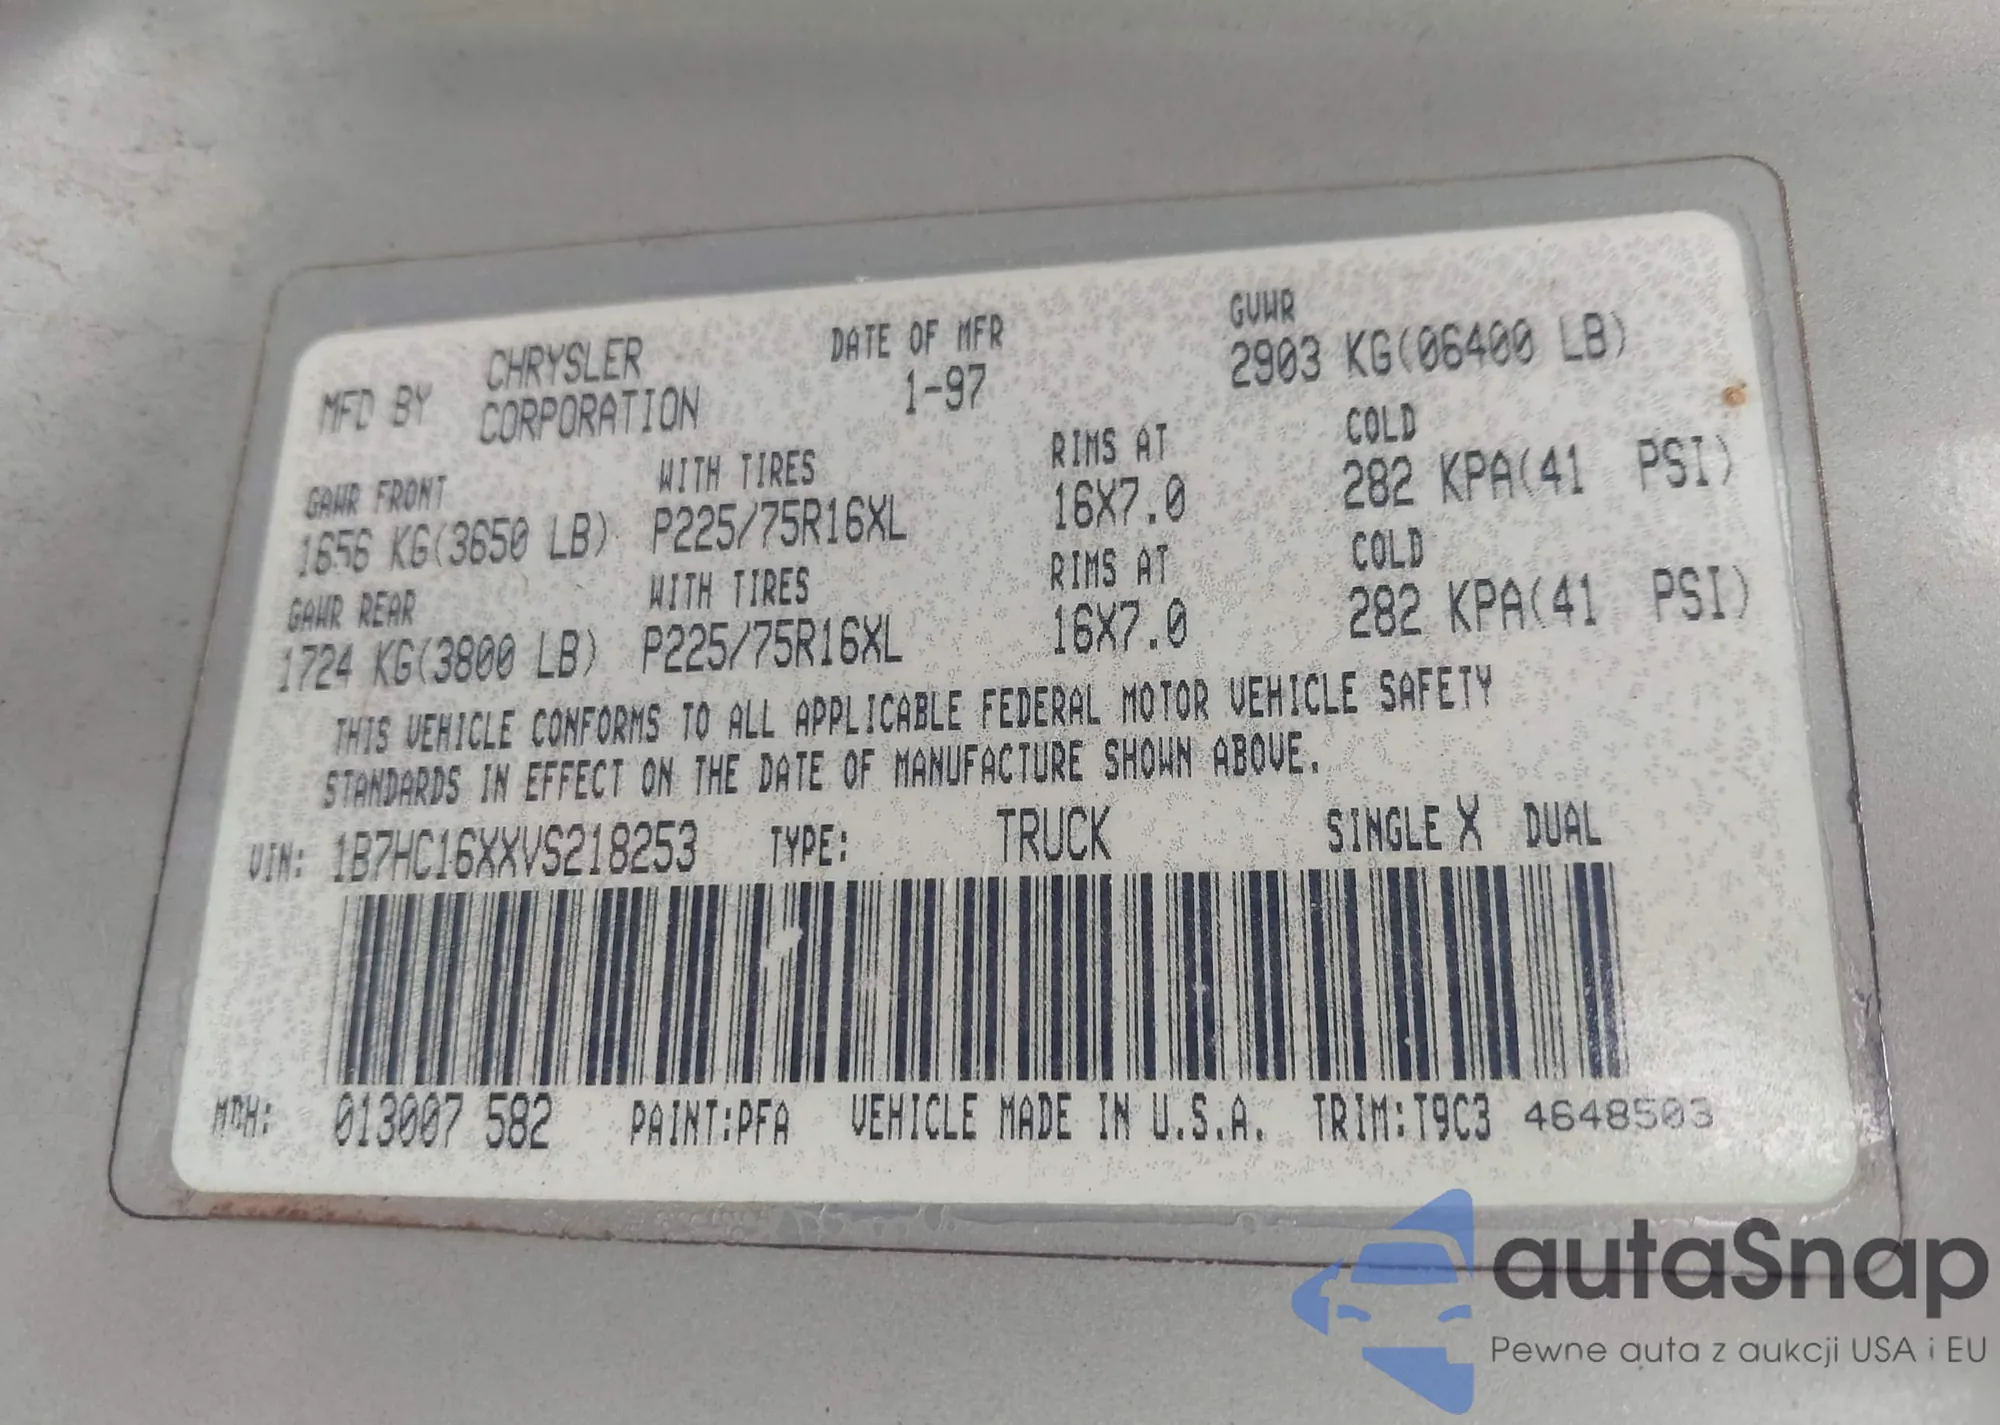 MFD BY CHRYSLER CORPORATION DATE OF MFR 1-97 GVWR 2903 KG(06400 LB)
GAWR FRONT WITH TIRES RIMS AT COLD
1656 KG(3650 LB) P225/75R16XL 16X7.0 282 KPA(41 PSI)
GAWR REAR WITH TIRES RIMS AT COLD
1724 KG(3800 LB) P225/75R16XL 16X7.0 282 KPA(41 PSI)
THIS VEHICLE CONFORMS TO ALL APPLICABLE FEDERAL MOTOR VEHICLE SAFETY
STANDARDS IN EFFECT ON THE DATE OF MANUFACTURE SHOWN ABOVE.
VIN: 1B7HC16XXVS218253 TYPE: TRUCK SINGLE X DUAL
MDH: 013007 582 PAINT:PFA VEHICLE MADE IN U.S.A. TRIM:T9C3 4648503
autaSnap
Pewne auta z aukcji USA i EU